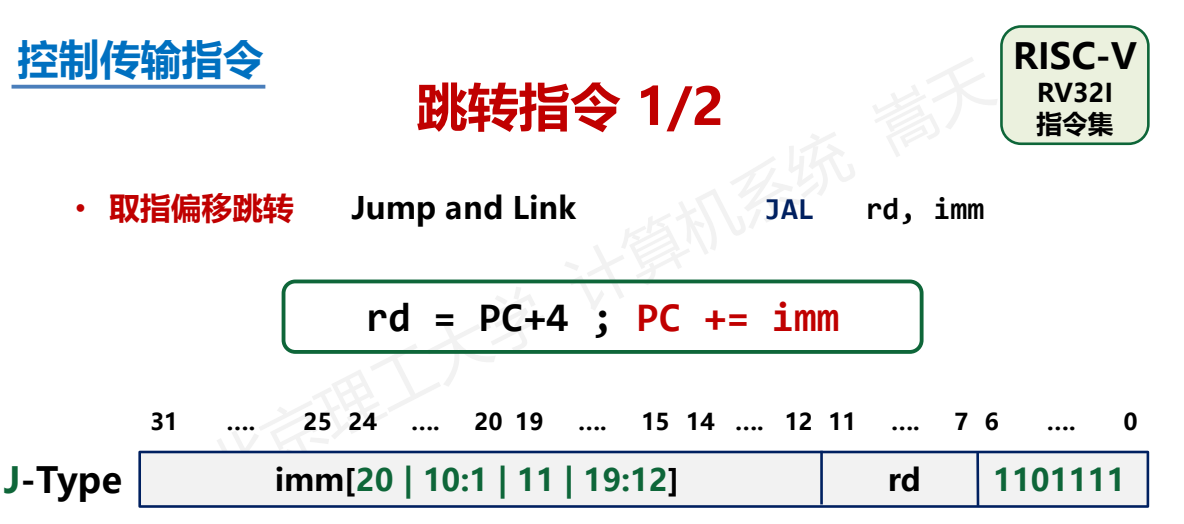 控制传输指令
RISC-V
RV32I
指令集
跳转指令 1/2
• 取指偏移跳转 Jump and Link JAL rd, imm
rd = PC+4 ; PC += imm
31 .... 25 24 .... 20 19 .... 15 14 .... 12 11 .... 7 6 .... 0
J-Type imm[20 | 10:1 | 11 | 19:12] rd 1101111
北京理工大学 计算机系统 嵩天